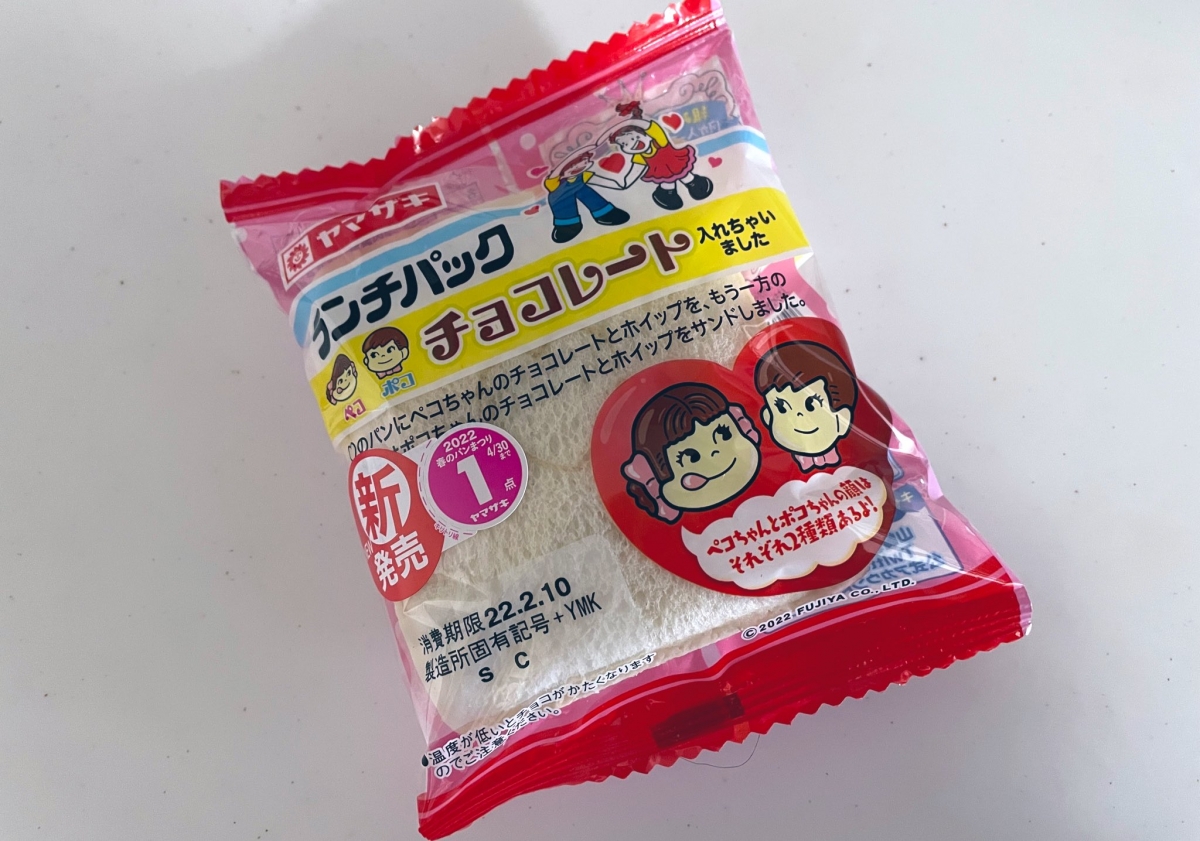 ヤマザキ
ランチパック
ペコ
ポコ
チョコレート
入れちゃい
ました
のパンにペコちゃんのチョコレートとホイップを、もう一方の
ポコちゃんのチョコレートとホイップをサンドしました。
新
発売
2022
春のパンまつり
4/30
まで
1
点
ヤマザキ
ペコちゃんとポコちゃんの顔は
それぞれ2種類あるよ!
消費期限22.2.10
製造所固有記号+YMK
S C
©2022 FUJIYA CO., LTD.
温度が低いとチョコがかたくなります
のでご注意ください。